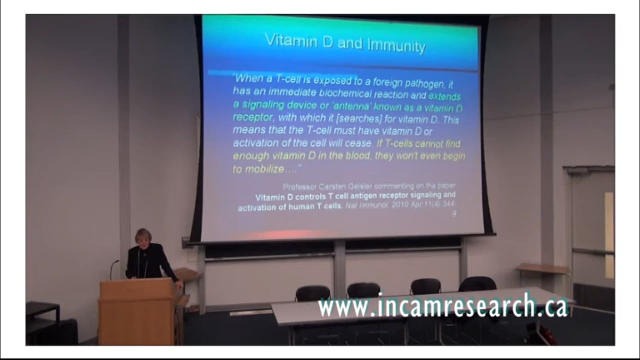 Vitamin D and Immunity
"When a T-cell is exposed to a foreign pathogen, it
has an immediate biochemical reaction and extends
a signaling device or 'antenna' known as a vitamin D
receptor, with which it [searches] for vitamin D. This
means that the T-cell must have vitamin D or
activation of the cell will cease. If T-cells cannot find
enough vitamin D in the blood, they won't even begin
to mobilize…."
Professor Carsten Geisler commenting on the paper
Vitamin D controls T cell antigen receptor signaling and
activation of human T cells. Nat Immunol. 2010 Apr;11(4):344.
www.incamresearch.ca